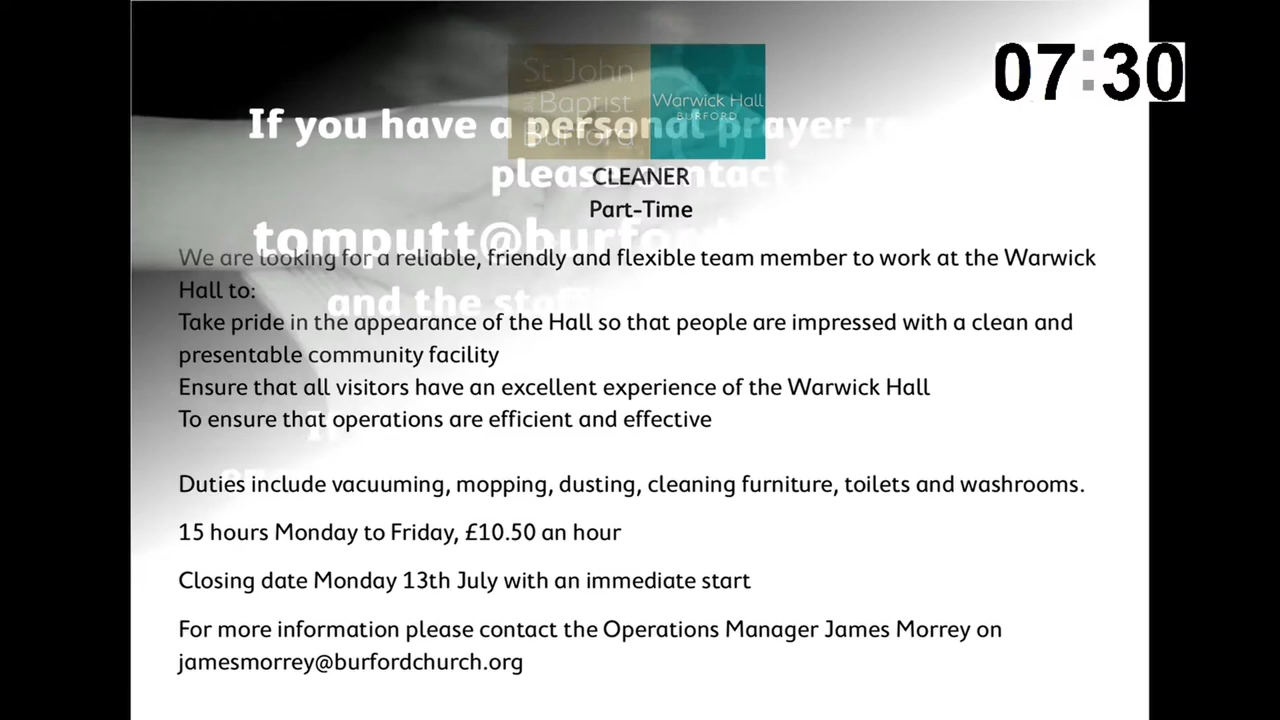 07:30
St John
Baptist
Burford
Warwick Hall
BURFORD
If you have a personal prayer
please contact
tomputt@burford
and the staff
CLEANER
Part-Time
We are looking for a reliable, friendly and flexible team member to work at the Warwick
Hall to:
Take pride in the appearance of the Hall so that people are impressed with a clean and
presentable community facility
Ensure that all visitors have an excellent experience of the Warwick Hall
To ensure that operations are efficient and effective
Duties include vacuuming, mopping, dusting, cleaning furniture, toilets and washrooms.
15 hours Monday to Friday, £10.50 an hour
Closing date Monday 13th July with an immediate start
For more information please contact the Operations Manager James Morrey on
jamesmorrey@burfordchurch.org